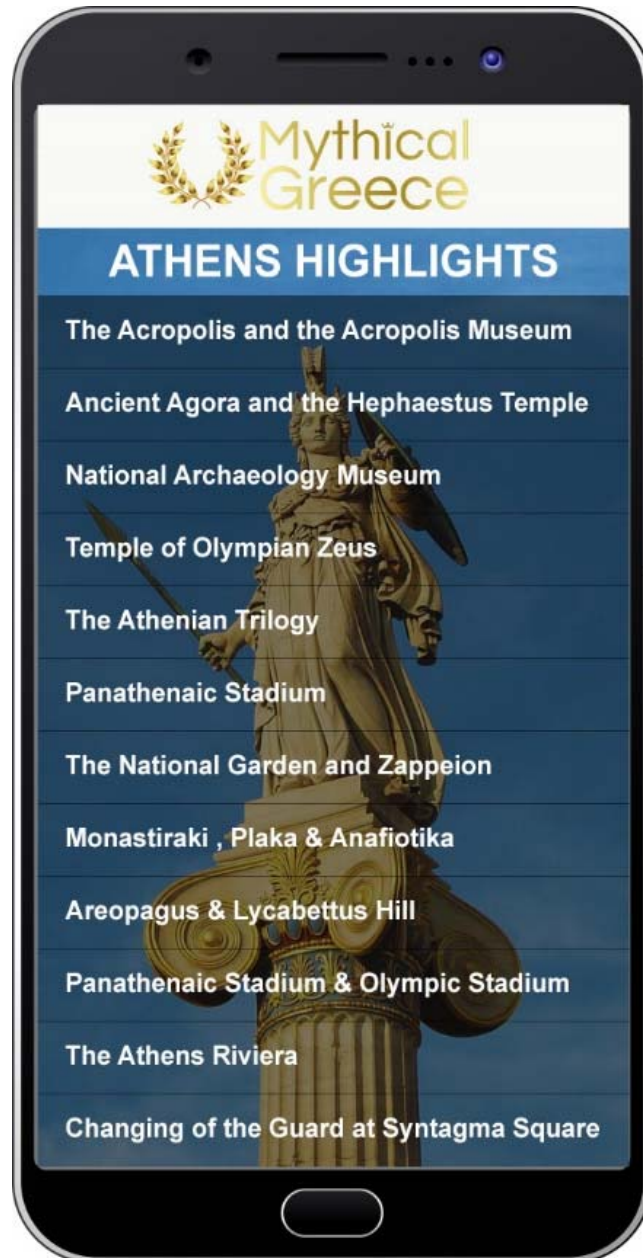 Mythical
Greece
ATHENS HIGHLIGHTS
The Acropolis and the Acropolis Museum
Ancient Agora and the Hephaestus Temple
National Archaeology Museum
Temple of Olympian Zeus
The Athenian Trilogy
Panathenaic Stadium
The National Garden and Zappeion
Monastiraki , Plaka & Anafiotika
Areopagus & Lycabettus Hill
Panathenaic Stadium & Olympic Stadium
The Athens Riviera
Changing of the Guard at Syntagma Square